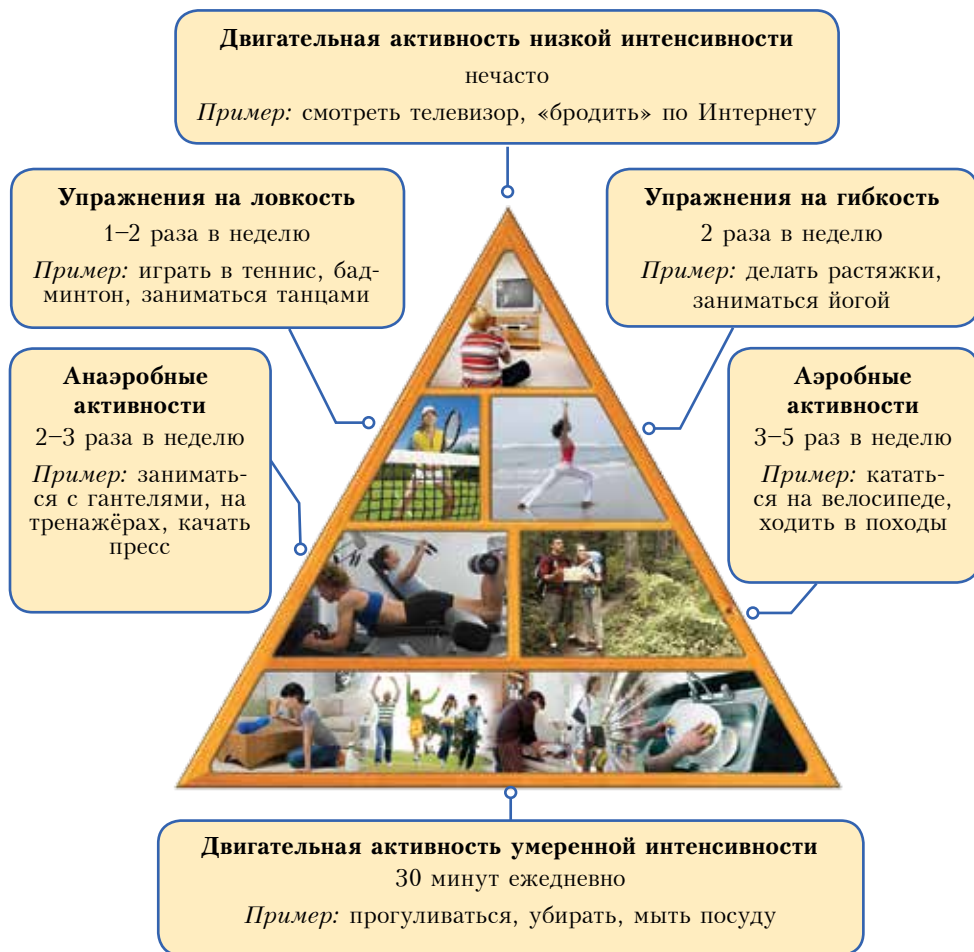 Двигательная активность низкой интенсивности
нечасто
Пример: смотреть телевизор, «бродить» по Интернету
Упражнения на ловкость
1–2 раза в неделю
Пример: играть в теннис, бад-
минтон, заниматься танцами
Упражнения на гибкость
2 раза в неделю
Пример: делать растяжки,
заниматься йогой
Анаэробные
активности
2–3 раза в неделю
Пример: занимать-
ся с гантелями, на
тренажёрах, качать
пресс
Аэробные
активности
3–5 раз в неделю
Пример: катать-
ся на велосипеде,
ходить в походы
Двигательная активность умеренной интенсивности
30 минут ежедневно
Пример: прогуливаться, убирать, мыть посуду